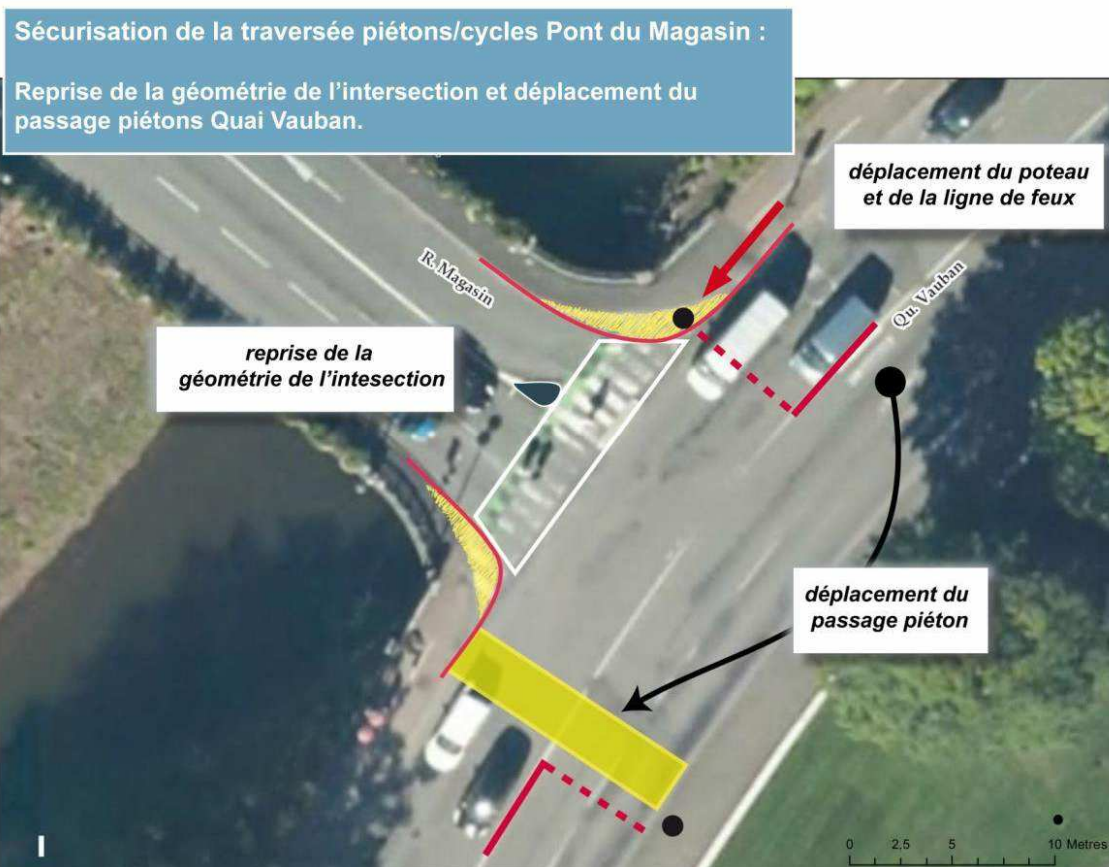 Sécurisation de la traversée piétons/cycles Pont du Magasin :
Reprise de la géométrie de l'intersection et déplacement du
passage piétons Quai Vauban.
déplacement du poteau
et de la ligne de feux
R. Magasin
Qu. Vauban
reprise de la
géométrie de l'intesection
déplacement du
passage piéton
0 2,5 5 10 Metres